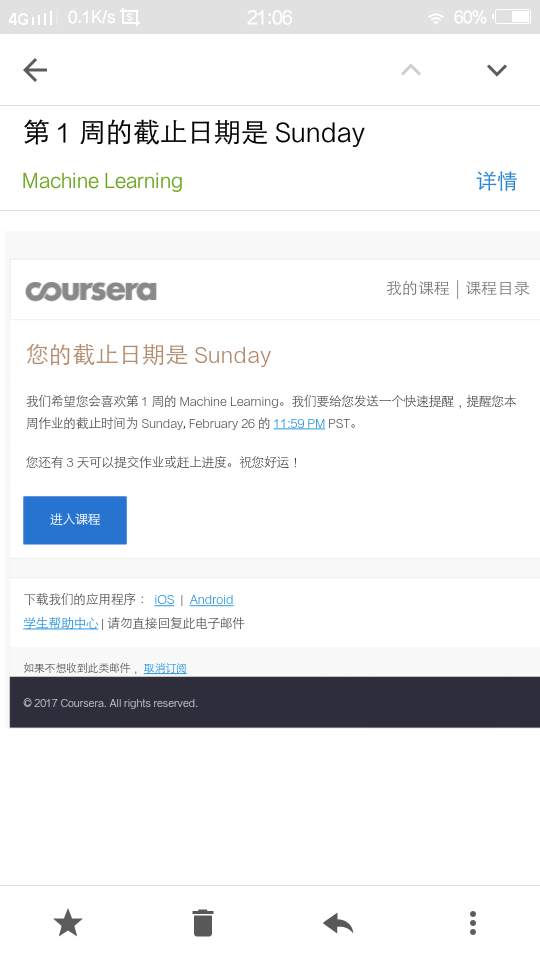 4G 0.1K/s 21:06 60%
第 1 周的截止日期是 Sunday
Machine Learning 详情
coursera 我的课程 | 课程目录
您的截止日期是 Sunday
我们希望您会喜欢第 1 周的 Machine Learning。我们要给您发送一个快速提醒，提醒您本
周作业的截止时间为 Sunday, February 26 的 11:59 PM PST。
您还有 3 天可以提交作业或赶上进度。祝您好运！
进入课程
下载我们的应用程序： iOS | Android
学生帮助中心 | 请勿直接回复此电子邮件
如果不想收到此类邮件，取消订阅
© 2017 Coursera. All rights reserved.